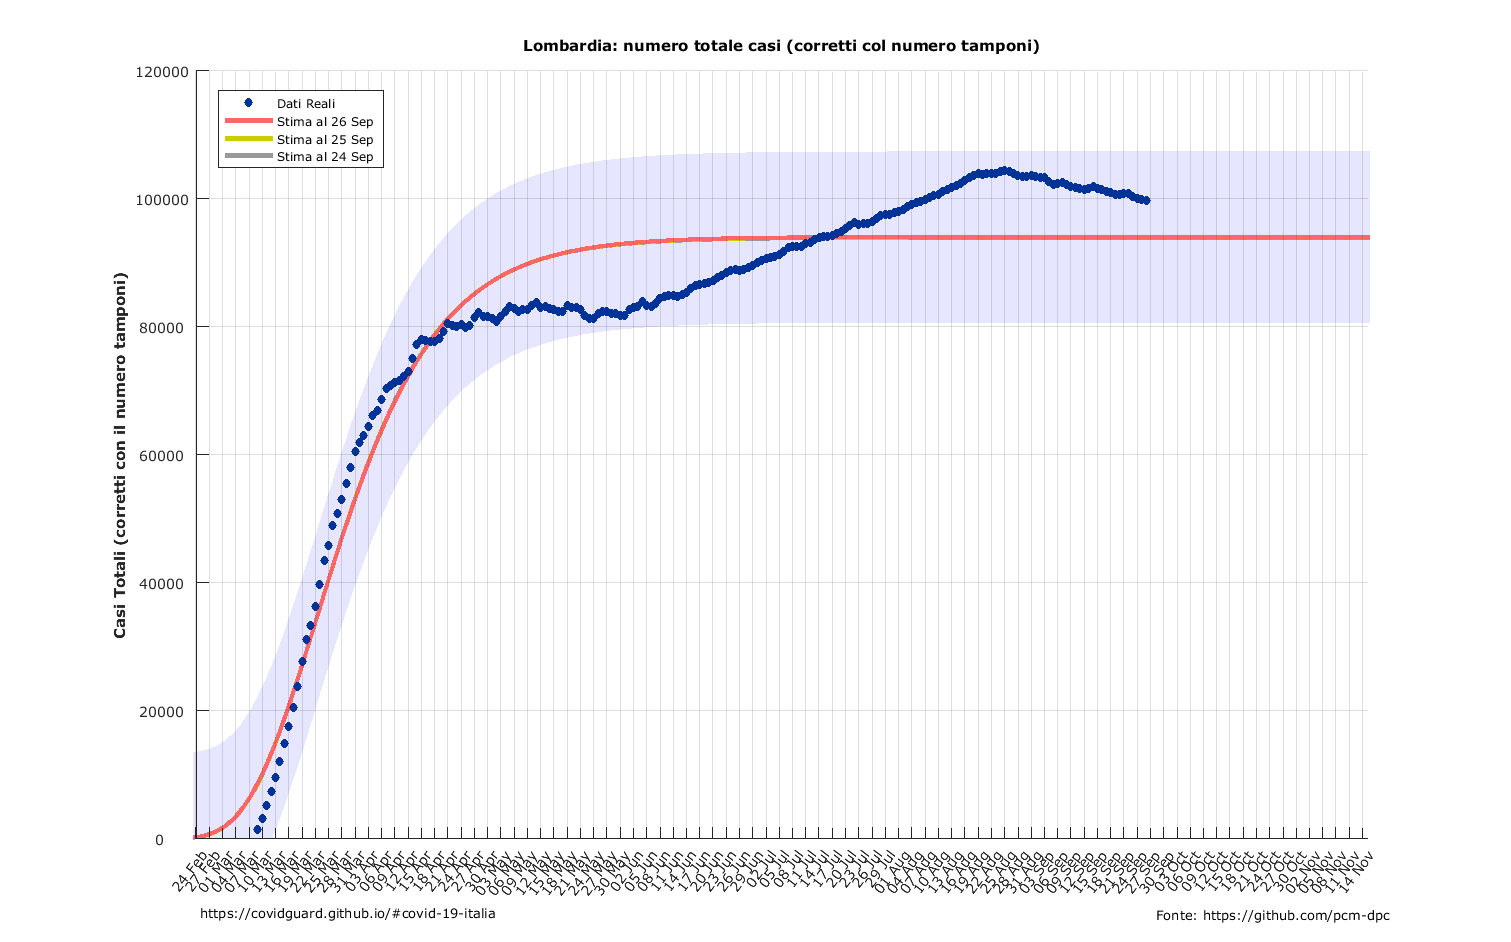 Lombardia: numero totale casi (corretti col numero tamponi)
Dati Reali
Stima al 26 Sep
Stima al 25 Sep
Stima al 24 Sep
Casi Totali (corretti con il numero tamponi)
120000
100000
80000
60000
40000
20000
0
24 Feb
27 Feb
01 Mar
04 Mar
07 Mar
10 Mar
13 Mar
16 Mar
19 Mar
22 Mar
25 Mar
28 Mar
31 Mar
03 Apr
06 Apr
09 Apr
12 Apr
15 Apr
18 Apr
21 Apr
24 Apr
27 Apr
30 Apr
03 May
06 May
09 May
12 May
15 May
18 May
21 May
24 May
27 May
30 May
02 Jun
05 Jun
08 Jun
11 Jun
14 Jun
17 Jun
20 Jun
23 Jun
26 Jun
29 Jun
02 Jul
05 Jul
08 Jul
11 Jul
14 Jul
17 Jul
20 Jul
23 Jul
26 Jul
29 Jul
01 Aug
04 Aug
07 Aug
10 Aug
13 Aug
16 Aug
19 Aug
22 Aug
25 Aug
28 Aug
31 Aug
03 Sep
06 Sep
09 Sep
12 Sep
15 Sep
18 Sep
21 Sep
24 Sep
27 Sep
30 Sep
03 Oct
06 Oct
09 Oct
12 Oct
15 Oct
18 Oct
21 Oct
24 Oct
27 Oct
30 Oct
02 Nov
05 Nov
08 Nov
11 Nov
14 Nov
https://covidguard.github.io/#covid-19-italia
Fonte: https://github.com/pcm-dpc